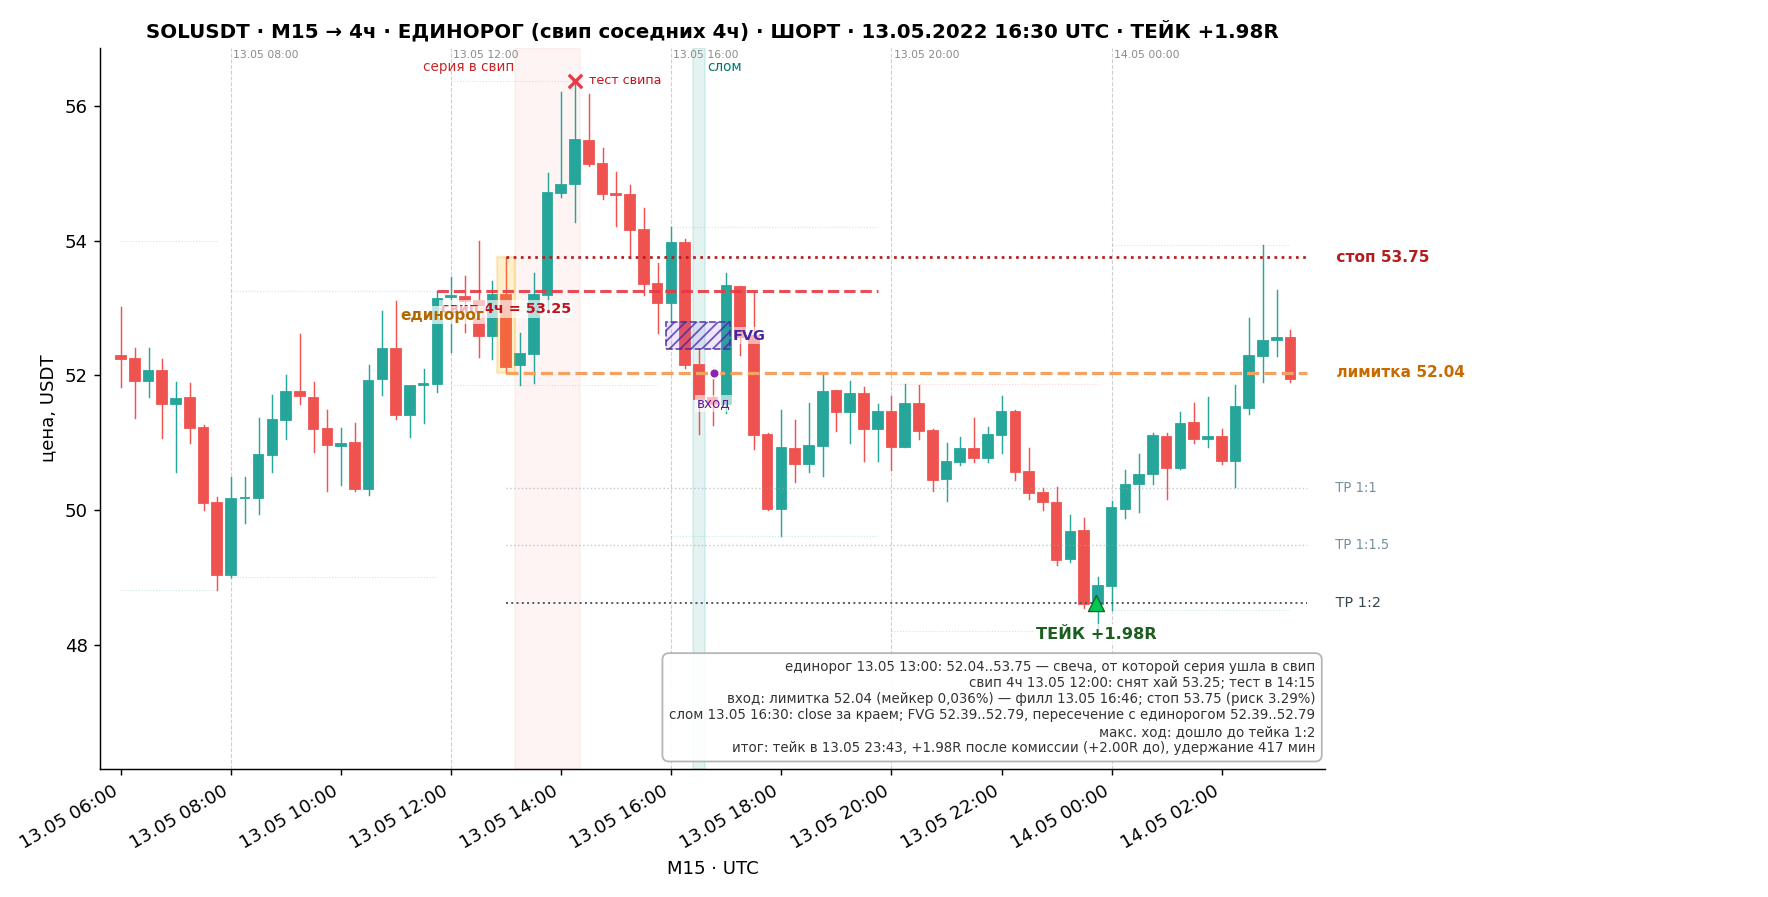 SOLUSDT · M15 → 4ч · ЕДИНОРОГ (свип соседних 4ч) · ШОРТ · 13.05.2022 16:30 UTC · ТЕЙК +1.98R
13.05 08:00
13.05 12:00
13.05 16:00
13.05 20:00
14.05 00:00
серия в свип
слом
тест свипа
56
54
52
50
48
цена, USDT
стоп 53.75
свип 4ч = 53.25
единорог
FVG
лимитка 52.04
вход
TP 1:1
TP 1:1.5
TP 1:2
ТЕЙК +1.98R
единорог 13.05 13:00: 52.04..53.75 — свеча, от которой серия ушла в свип
свип 4ч 13.05 12:00: снят хай 53.25; тест в 14:15
вход: лимитка 52.04 (мейкер 0,036%) — филл 13.05 16:46; стоп 53.75 (риск 3.29%)
слом 13.05 16:30: close за краем; FVG 52.39..52.79, пересечение с единорогом 52.39..52.79
макс. ход: дошло до тейка 1:2
итог: тейк в 13.05 23:43, +1.98R после комиссии (+2.00R до), удержание 417 мин
13.05 06:00
13.05 08:00
13.05 10:00
13.05 12:00
13.05 14:00
13.05 16:00
13.05 18:00
13.05 20:00
13.05 22:00
14.05 00:00
14.05 02:00
M15 · UTC